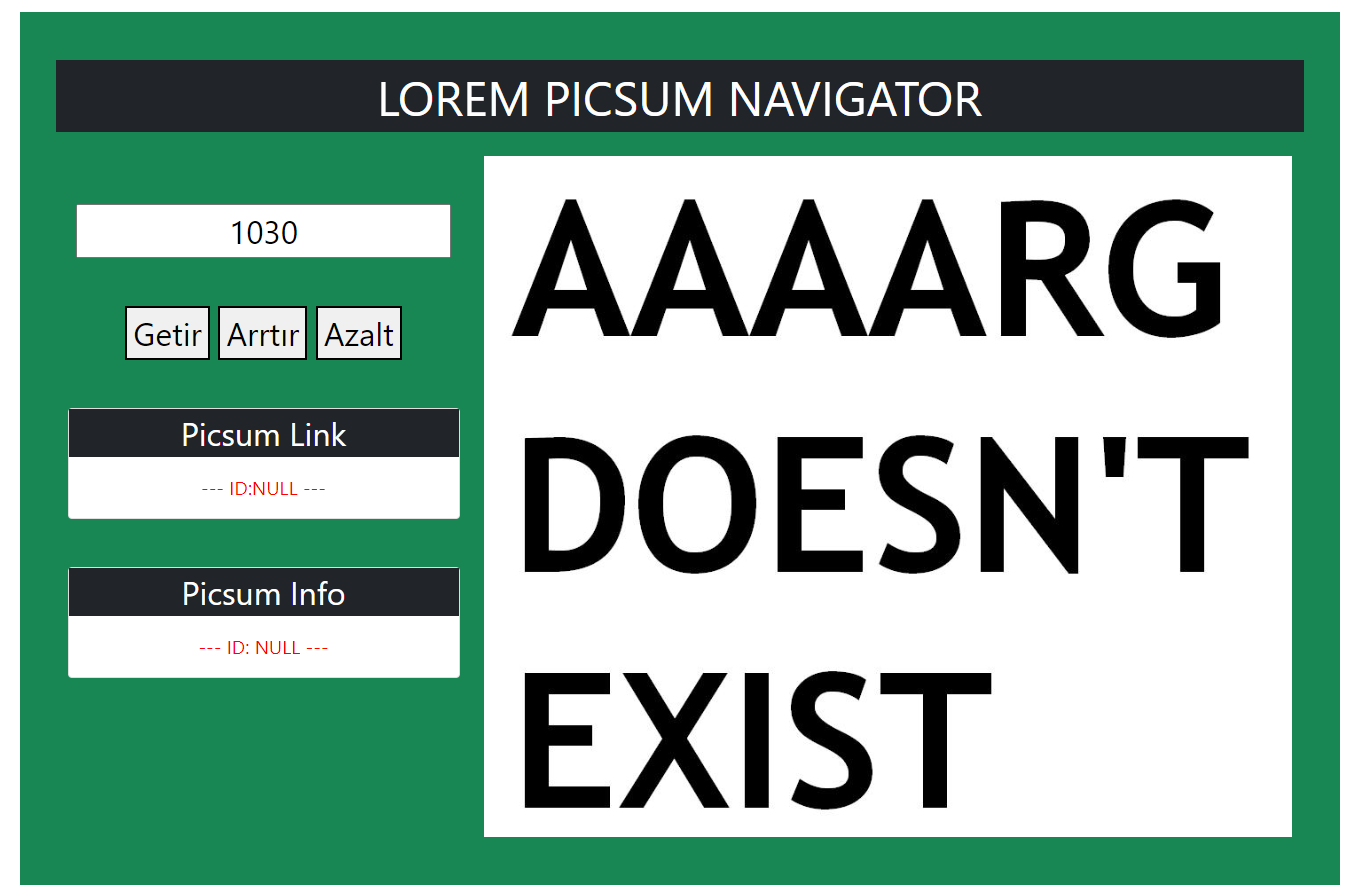 LOREM PICSUM NAVIGATOR
1030
Getir Arrtır Azalt
Picsum Link
--- ID:NULL ---
Picsum Info
--- ID: NULL ---
AAAARG
DOESN'T
EXIST